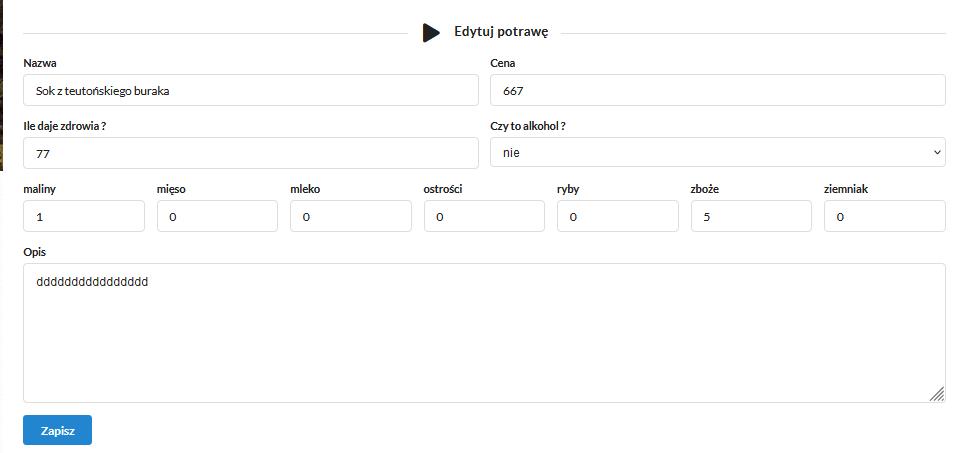 Edytuj potrawę
Nazwa Cena
Sok z teutońskiego buraka 667
Ile daje zdrowia ? Czy to alkohol ?
77 nie
maliny mięso mleko ostrości ryby zboże ziemniak
1 0 0 0 0 5 0
Opis
dddddddddddddddd
Zapisz